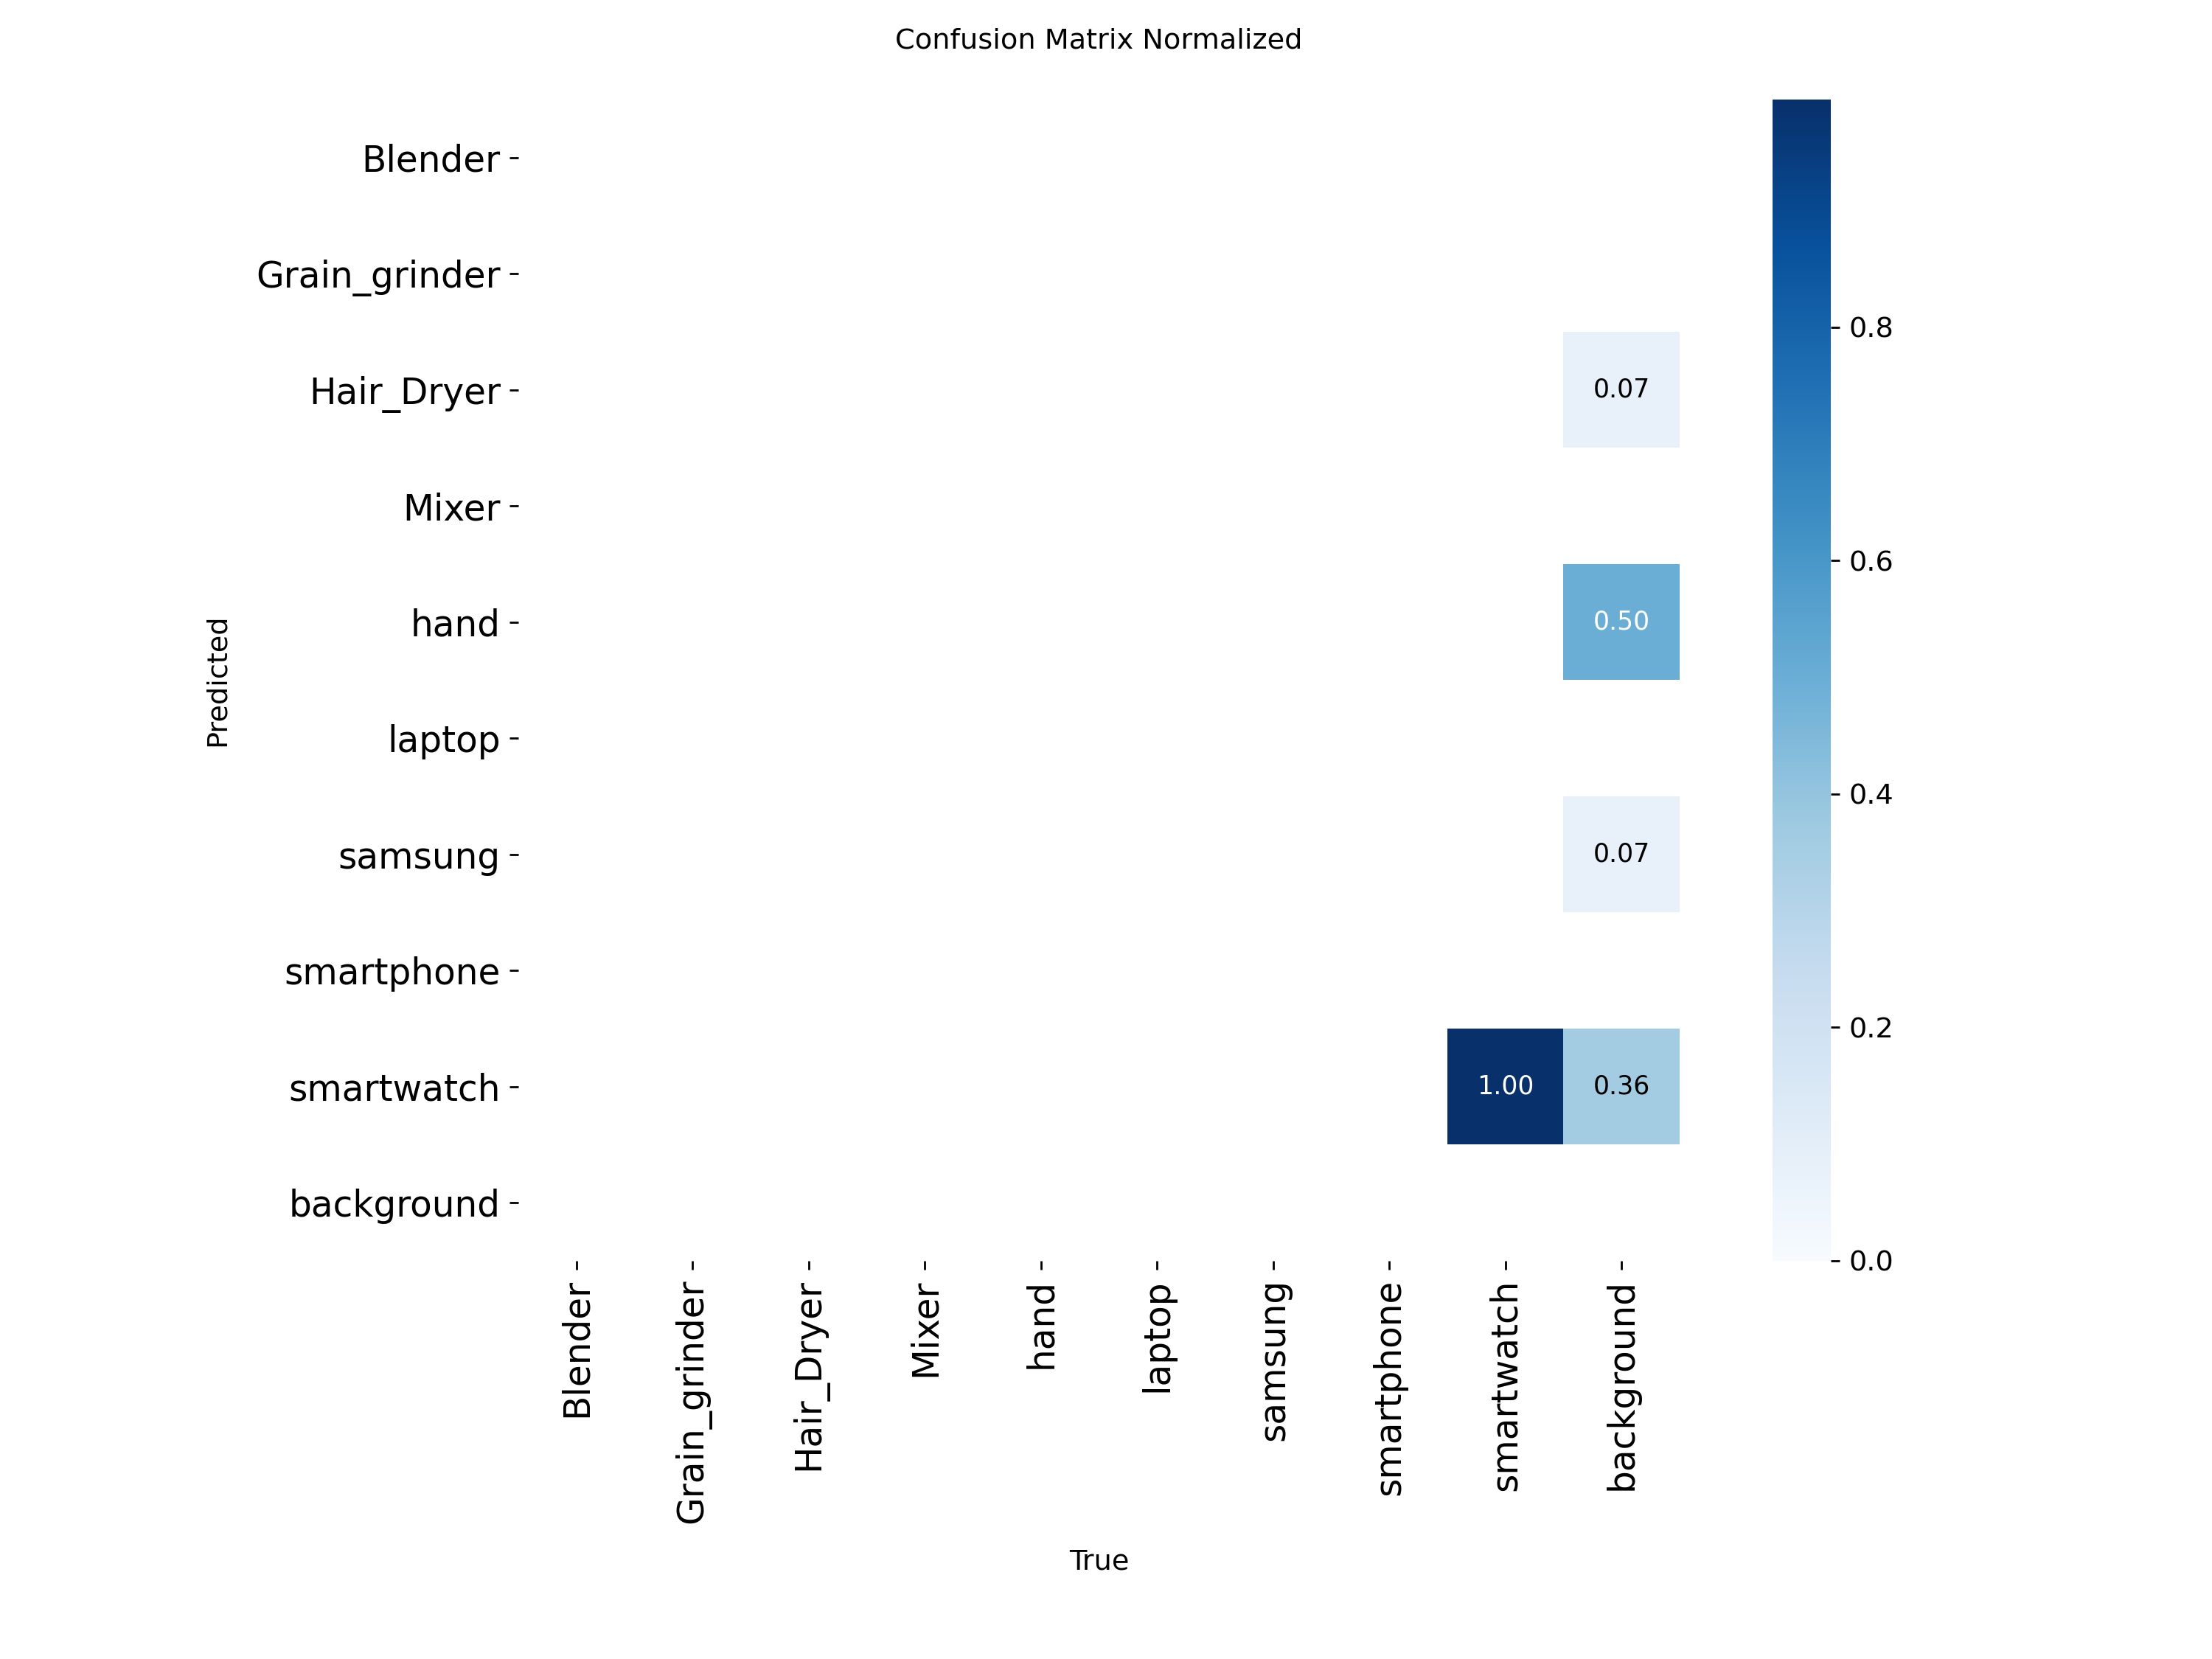 Confusion Matrix Normalized
Blender
Grain_grinder
Hair_Dryer
0.07
Mixer
hand
0.50
laptop
samsung
0.07
smartphone
smartwatch
1.00
0.36
background
Predicted
0.8
0.6
0.4
0.2
0.0
Blender
Grain_grinder
Hair_Dryer
Mixer
hand
laptop
samsung
smartphone
smartwatch
background
True